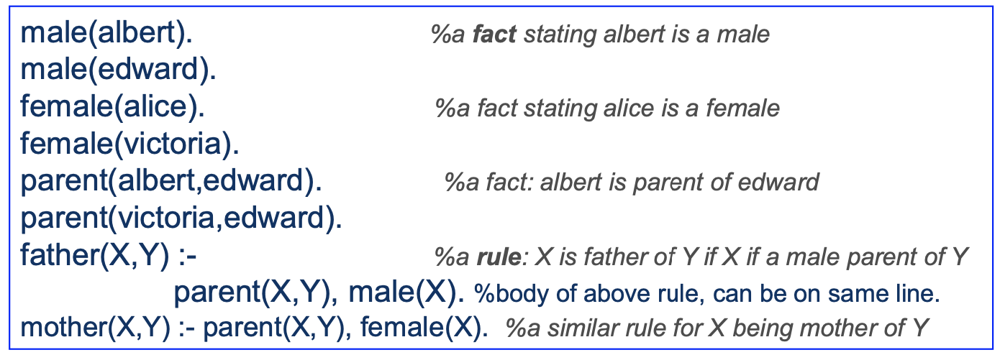 male(albert). %a fact stating albert is a male
male(edward).
female(alice). %a fact stating alice is a female
female(victoria).
parent(albert,edward). %a fact: albert is parent of edward
parent(victoria,edward).
father(X,Y) :- %a rule: X is father of Y if X if a male parent of Y
parent(X,Y), male(X). %body of above rule, can be on same line.
mother(X,Y) :- parent(X,Y), female(X). %a similar rule for X being mother of Y